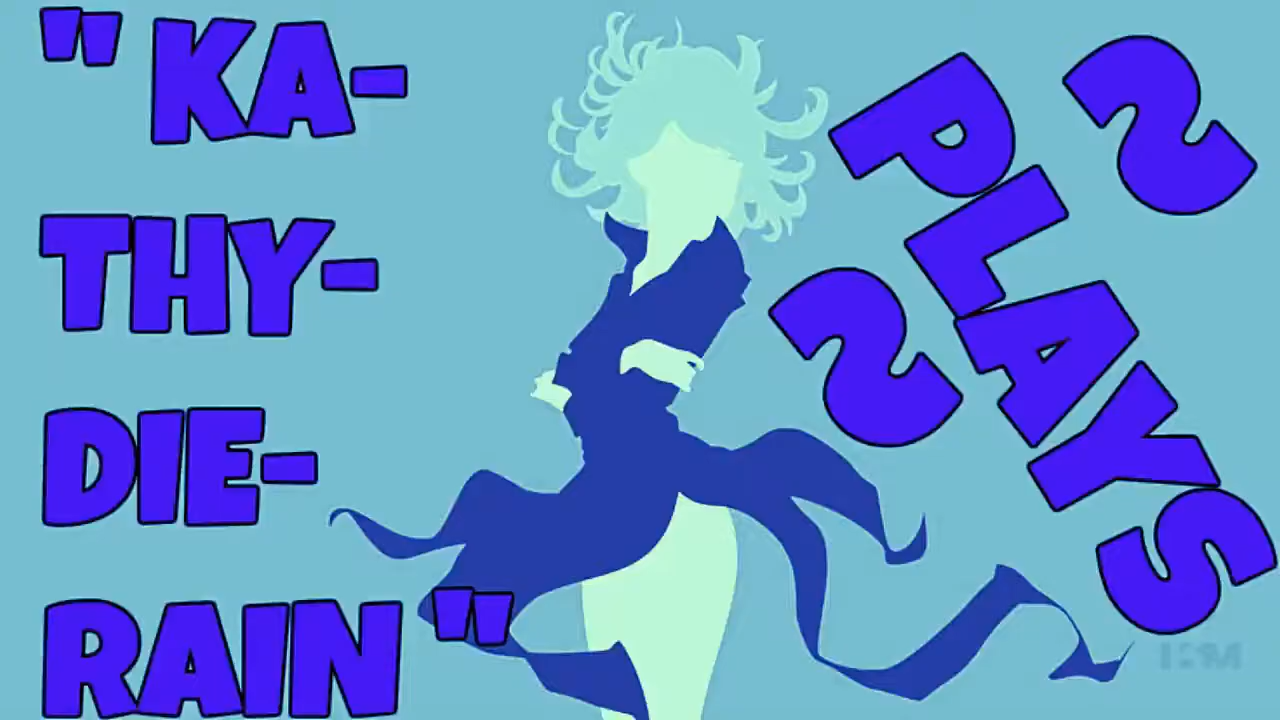 " KA-
THY-
DIE-
RAIN "
~ PLAYS ~